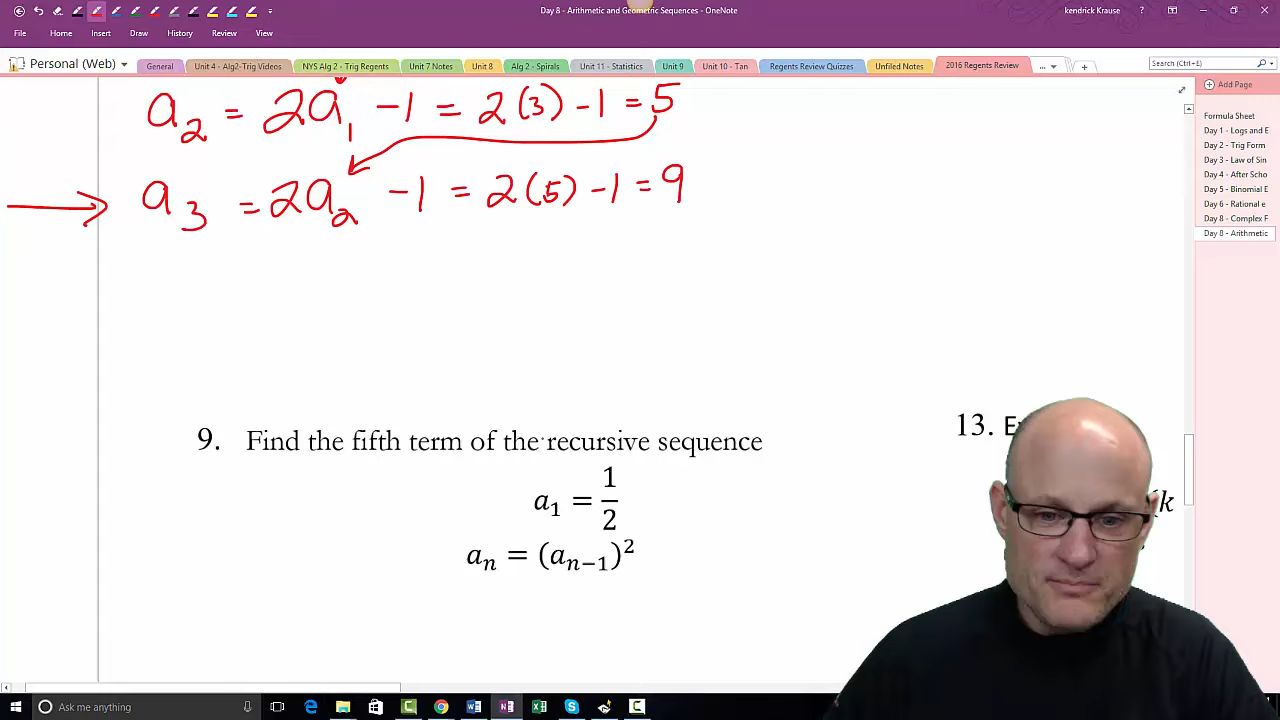 Day 8 - Arithmetic and Geometric Sequences - OneNote
kendrick Krause
File Home Insert Draw History Review View
Personal (Web) General Unit 4 - Alg2-Trig Videos NYS Alg 2 - Trig Regents Unit 7 Notes Unit 8 Alg 2 - Spirals Unit 11 - Statistics Unit 9 Unit 10 - Tan Regents Review Quizzes Unfiled Notes 2016 Regents Review ... Search (Ctrl+E)
Add Page
Formula Sheet
Day 1 - Logs and E
Day 2 - Trig Form
Day 3 - Law of Sin
Day 4 - After Scho
Day 5 - Binomial E
Day 6 - Rational e
Day 8 - Complex F
Day 8 - Arithmetic
a₂ = 2a₁ -1 = 2(3) -1 = 5
a₃ = 2a₂ -1 = 2(5) -1 = 9
9. Find the fifth term of the recursive sequence
a₁ = 1/2
aₙ = (aₙ₋₁)²
13.
(k
Ask me anything